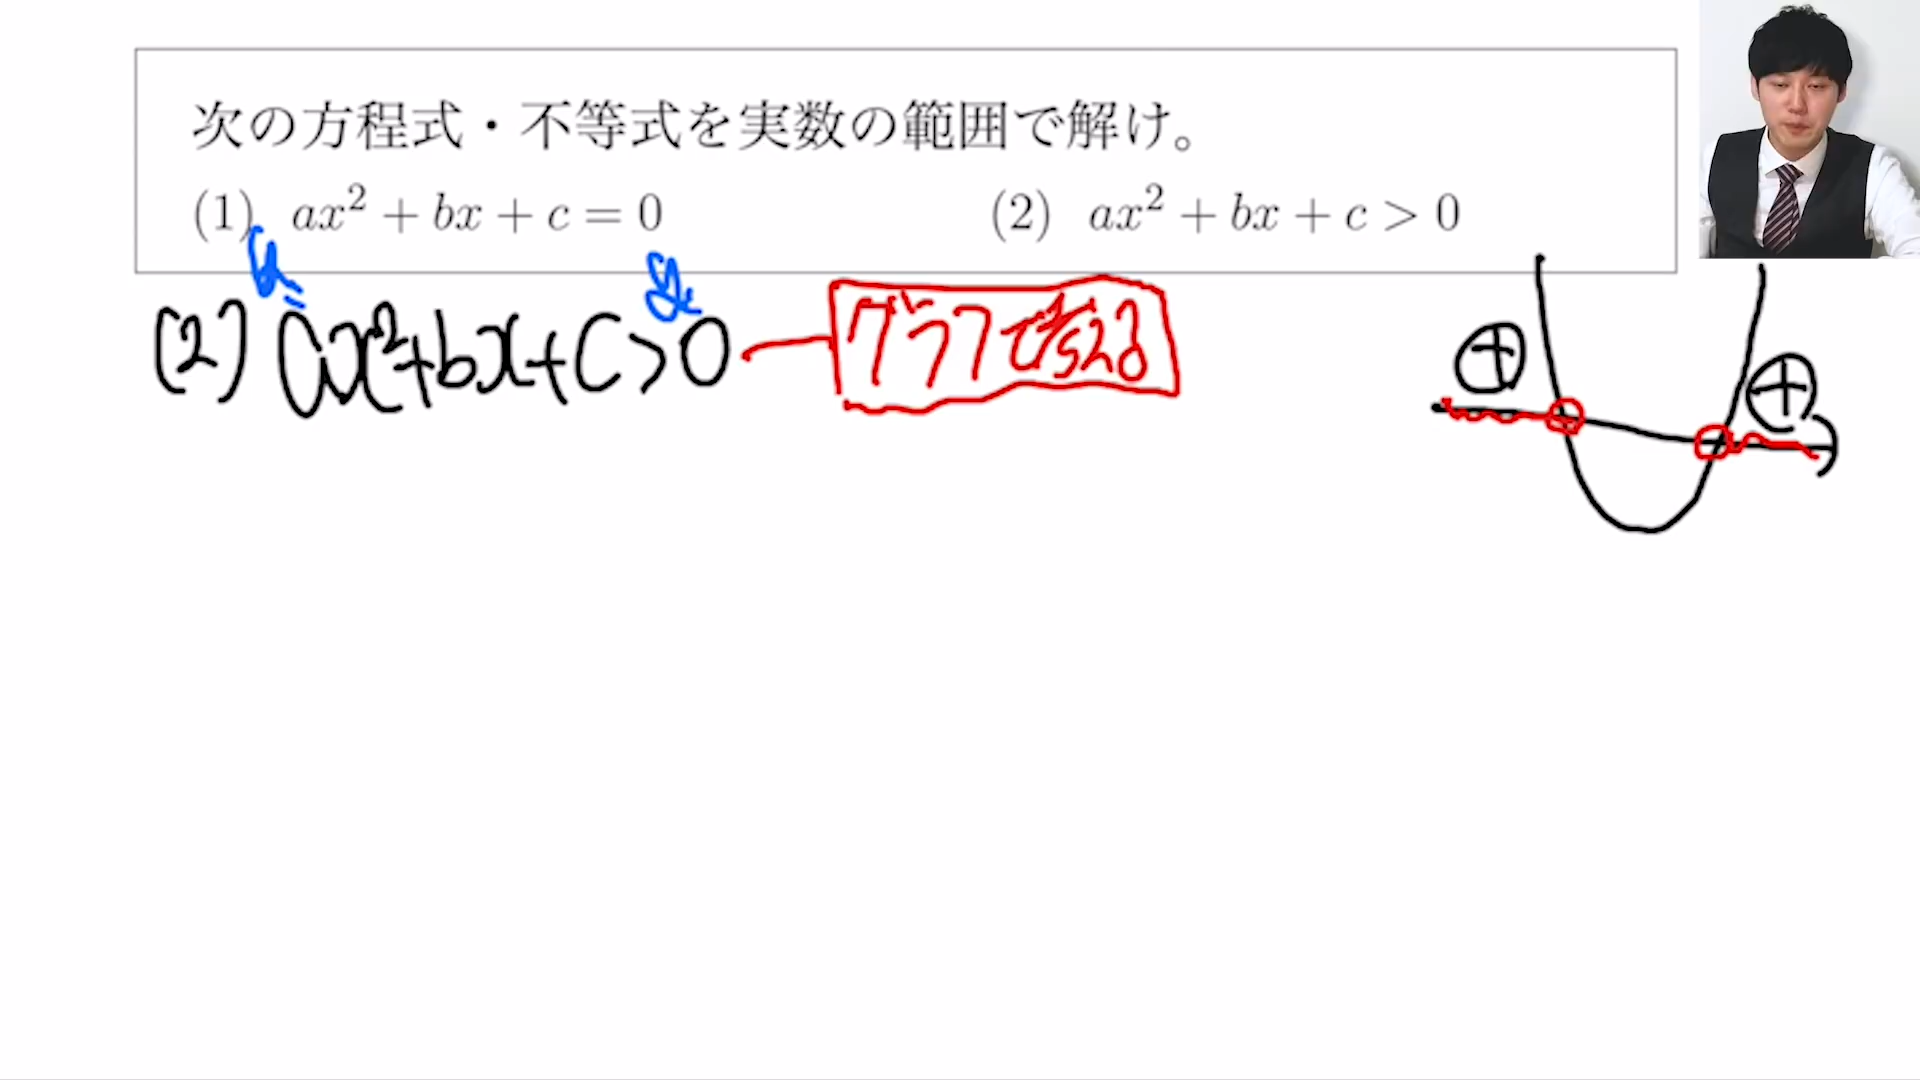 次の方程式・不等式を実数の範囲で解け。
(1) ax² + bx + c = 0 (2) ax² + bx + c > 0
(2) ax²+bx+c>0 グラフで考える
⊕ ⊕